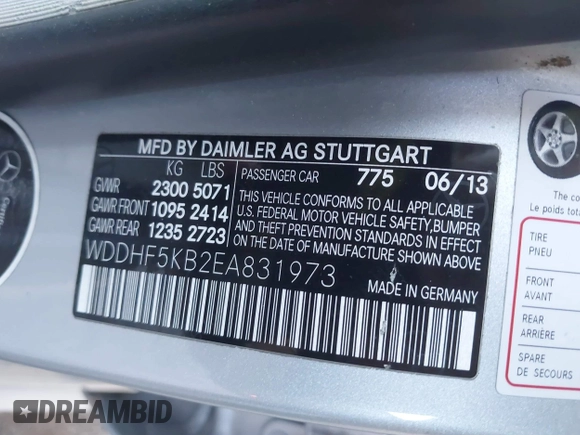 MFD BY DAIMLER AG STUTTGART
KG LBS
GVWR 2300 5071
GAWR FRONT 1095 2414
GAWR REAR 1235 2723
PASSENGER CAR 775 06/13
THIS VEHICLE CONFORMS TO ALL APPLICABLE
U.S. FEDERAL MOTOR VEHICLE SAFETY, BUMPER
AND THEFT PREVENTION STANDARDS IN EFFECT
ON THE DATE OF MANUFACTURE SHOWN ABOVE.
WDDHF5KB2EA831973
MADE IN GERMANY
The co
Le poids tota
TIRE
PNEU
FRONT
AVANT
REAR
ARRIÈRE
SPARE
DE SECOURS
DREAMBID